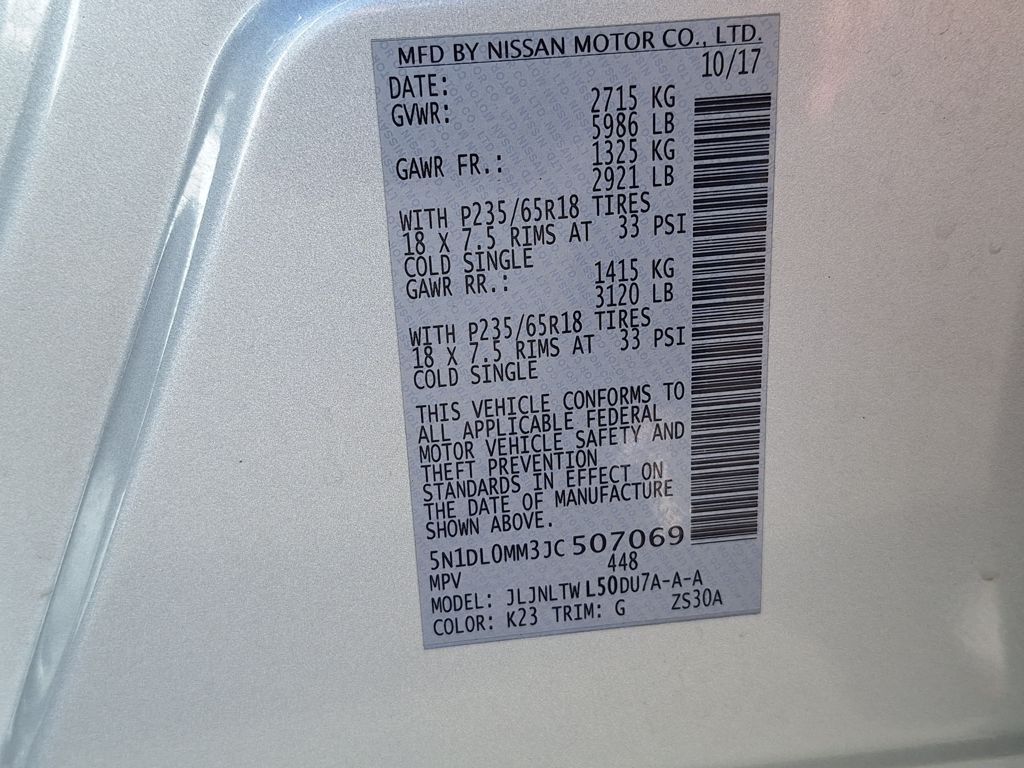 MFD BY NISSAN MOTOR CO., LTD.
DATE: 10/17
GVWR: 2715 KG
5986 LB
GAWR FR.: 1325 KG
2921 LB
WITH P235/65R18 TIRES
18 X 7.5 RIMS AT 33 PSI
COLD SINGLE
GAWR RR.: 1415 KG
3120 LB
WITH P235/65R18 TIRES
18 X 7.5 RIMS AT 33 PSI
COLD SINGLE
THIS VEHICLE CONFORMS TO
ALL APPLICABLE FEDERAL
MOTOR VEHICLE SAFETY AND
THEFT PREVENTION
STANDARDS IN EFFECT ON
THE DATE OF MANUFACTURE
SHOWN ABOVE.
5N1DL0MM3JC 507069
MPV 448
MODEL: JLJNLTW L50DU7A-A-A
COLOR: K23 TRIM: G ZS30A